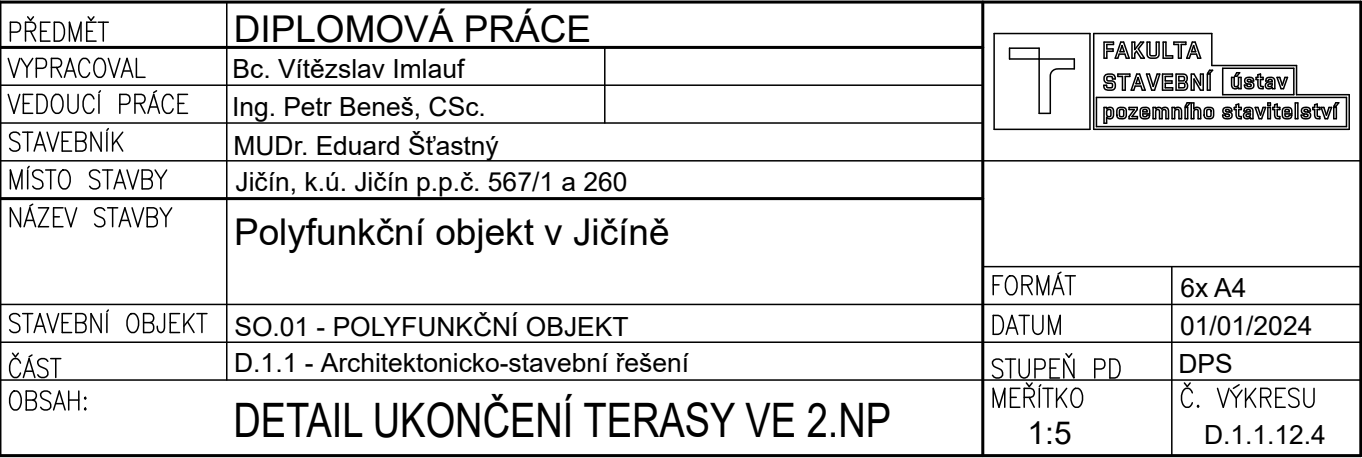 PŘEDMĚT DIPLOMOVÁ PRÁCE
VYPRACOVAL Bc. Vítězslav Imlauf
VEDOUCÍ PRÁCE Ing. Petr Beneš, CSc.
STAVEBNÍK MUDr. Eduard Šťastný
MÍSTO STAVBY Jičín, k.ú. Jičín p.p.č. 567/1 a 260
NÁZEV STAVBY Polyfunkční objekt v Jičíně
STAVEBNÍ OBJEKT SO.01 - POLYFUNKČNÍ OBJEKT
ČÁST D.1.1 - Architektonicko-stavební řešení
OBSAH: DETAIL UKONČENÍ TERASY VE 2.NP
FAKULTA
STAVEBNÍ ústav
pozemního stavitelství
FORMÁT 6x A4
DATUM 01/01/2024
STUPEŇ PD DPS
MEŘÍTKO Č. VÝKRESU
1:5 D.1.1.12.4